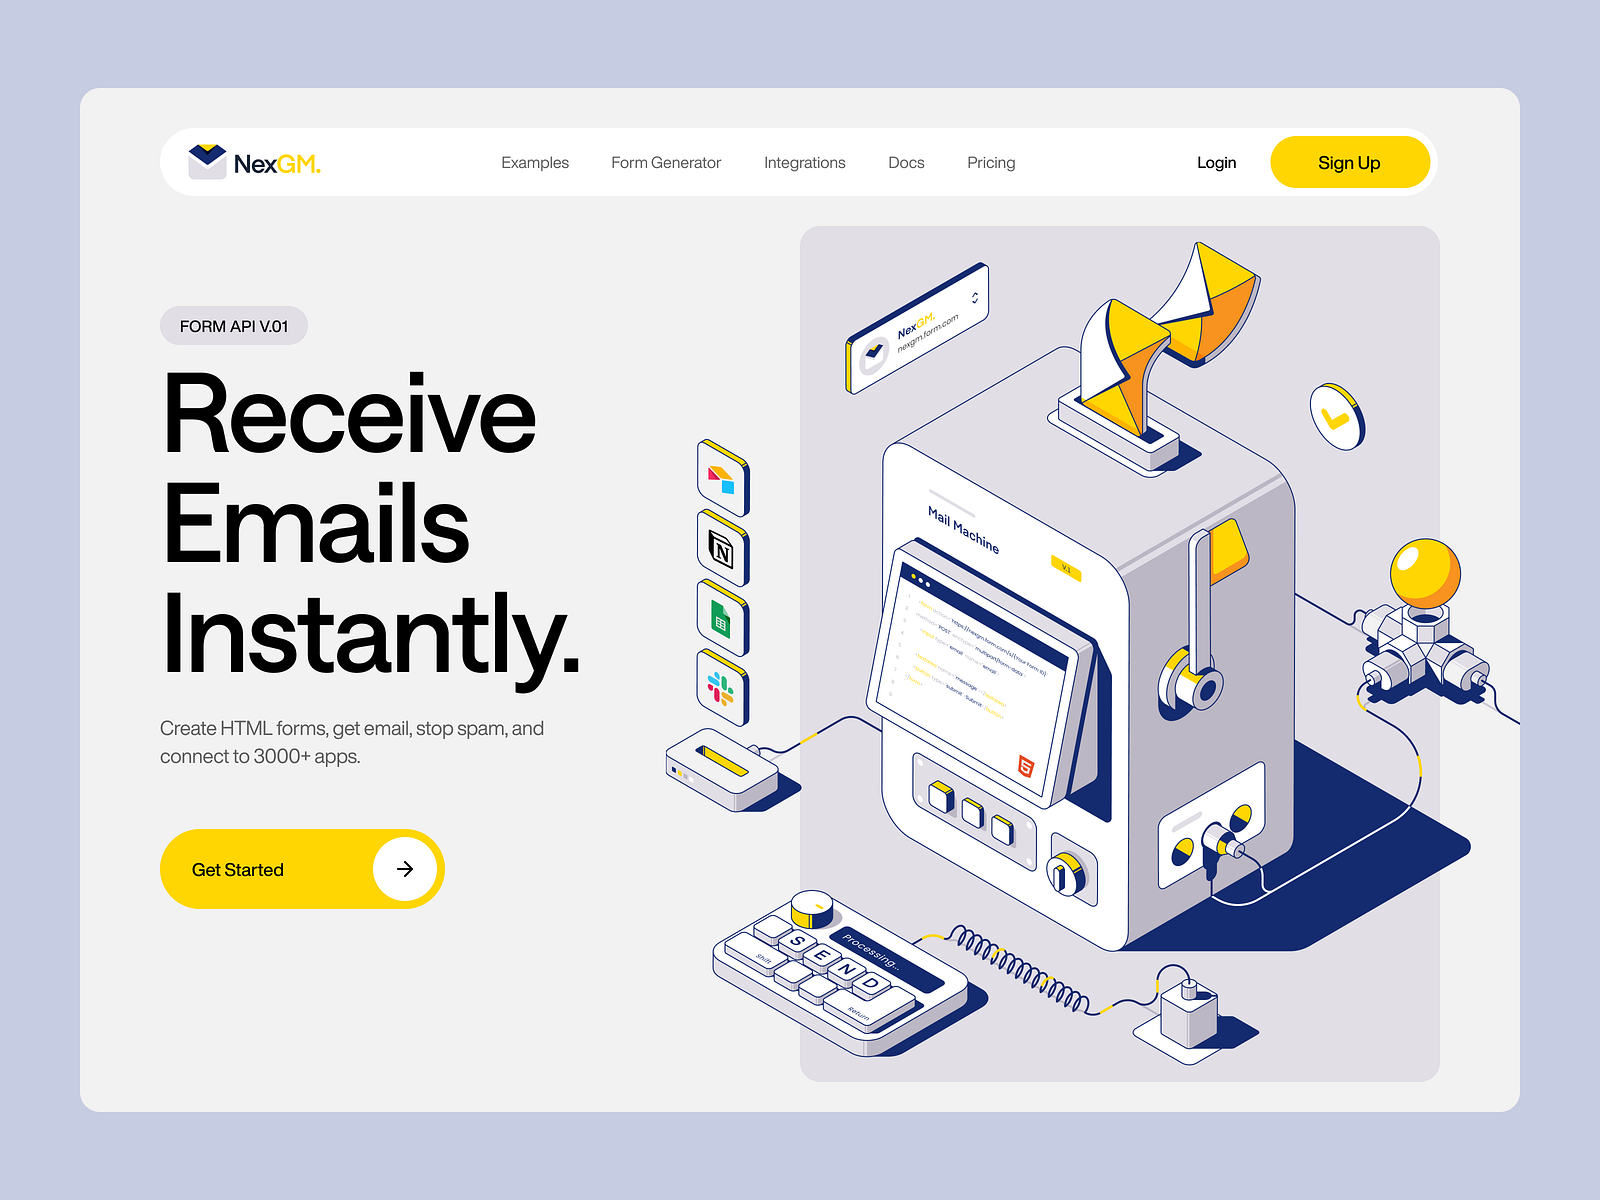 NexGM.
Examples
Form Generator
Integrations
Docs
Pricing
Login
Sign Up
FORM API V.01
Receive
Emails
Instantly.
Create HTML forms, get email, stop spam, and
connect to 3000+ apps.
Get Started
NexGM.
nexgm.form.com
Mail Machine
V.1
N
5
Processing...
S E N D
Shift
Return